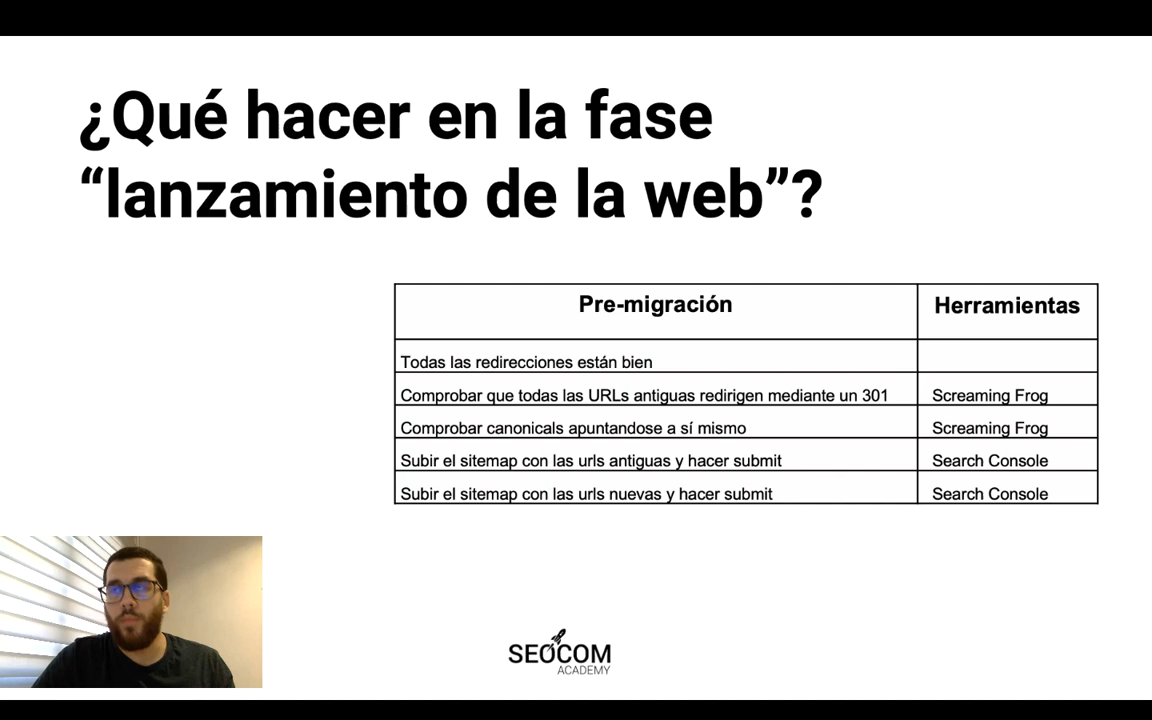 ¿Qué hacer en la fase
“lanzamiento de la web”?
Pre-migración Herramientas
Todas las redirecciones están bien
Comprobar que todas las URLs antiguas redirigen mediante un 301 Screaming Frog
Comprobar canonicals apuntandose a sí mismo Screaming Frog
Subir el sitemap con las urls antiguas y hacer submit Search Console
Subir el sitemap con las urls nuevas y hacer submit Search Console
SEOCOM
ACADEMY